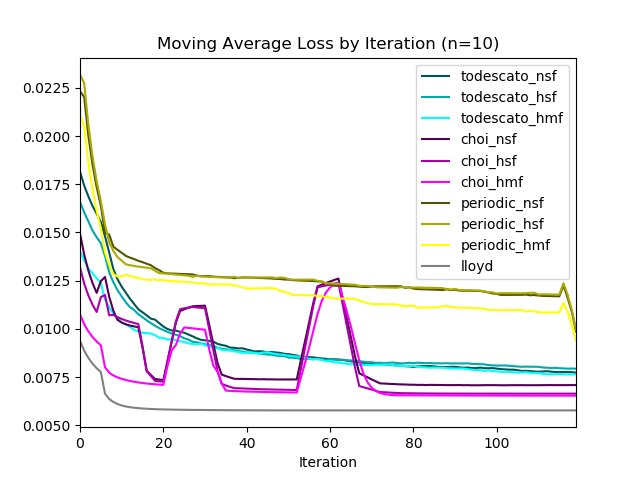 Moving Average Loss by Iteration (n=10)
0.0225
0.0200
0.0175
0.0150
0.0125
0.0100
0.0075
0.0050
todescato_nsf
todescato_hsf
todescato_hmf
choi_nsf
choi_hsf
choi_hmf
periodic_nsf
periodic_hsf
periodic_hmf
lloyd
0 20 40 60 80 100
Iteration